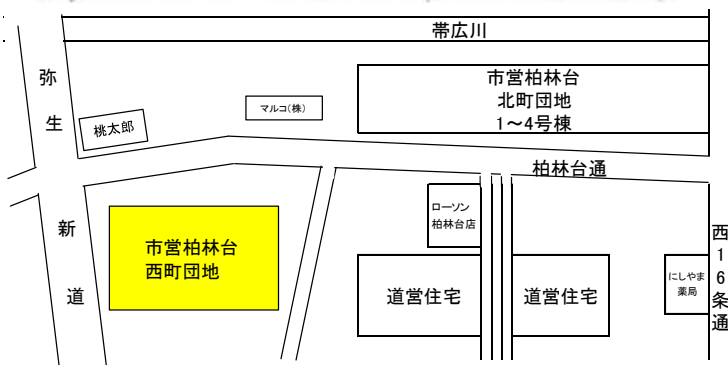 帯広川
弥
生
桃太郎
マルコ(株)
市営柏林台
北町団地
1～4号棟
柏林台通
新
道
市営柏林台
西町団地
ローソン
柏林台店
道営住宅
道営住宅
にしやま
薬局
西
1
6
条
通